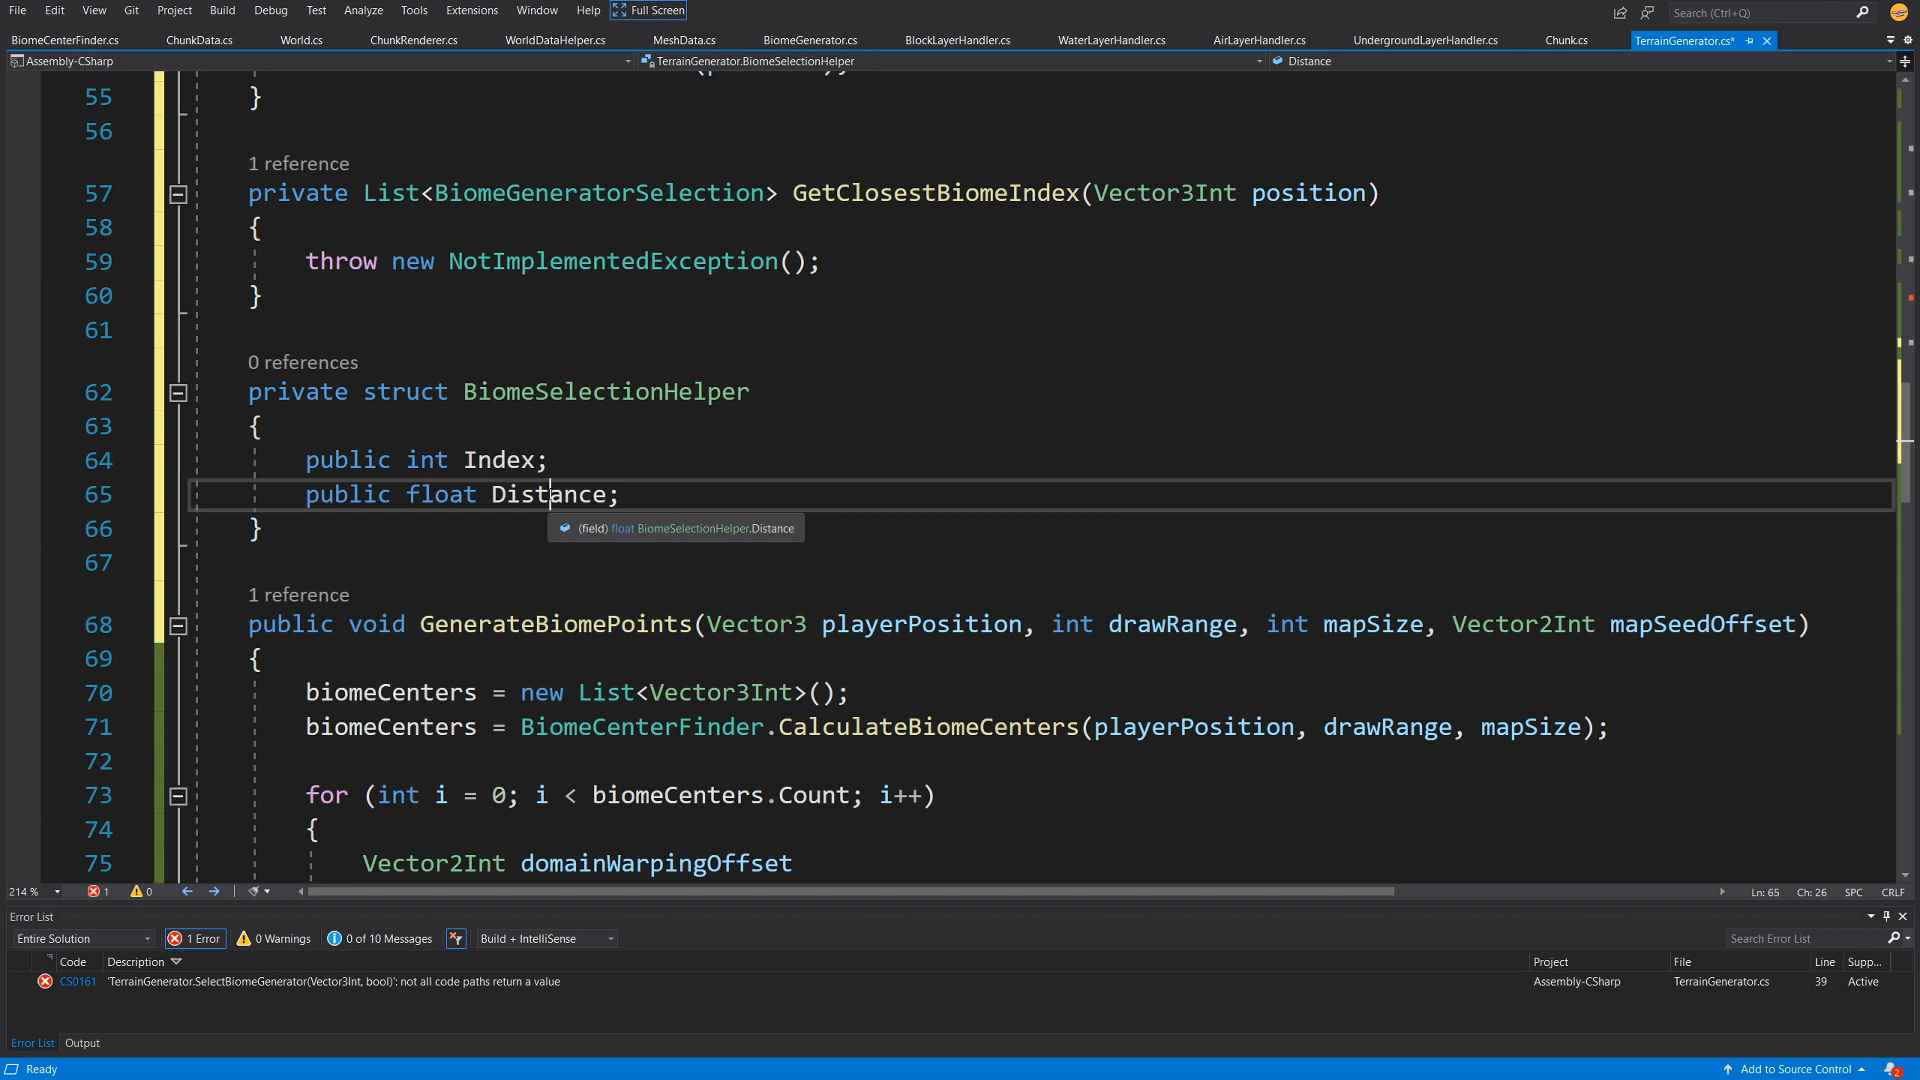 File Edit View Git Project Build Debug Test Analyze Tools Extensions Window Help Full Screen Search (Ctrl+Q)
BiomeCenterFinder.cs ChunkData.cs World.cs ChunkRenderer.cs WorldDataHelper.cs MeshData.cs BiomeGenerator.cs BlockLayerHandler.cs WaterLayerHandler.cs AirLayerHandler.cs UndergroundLayerHandler.cs Chunk.cs TerrainGenerator.cs*
Assembly-CSharp TerrainGenerator.BiomeSelectionHelper Distance
55 }
56
1 reference
57 private List<BiomeGeneratorSelection> GetClosestBiomeIndex(Vector3Int position)
58 {
59 throw new NotImplementedException();
60 }
61
0 references
62 private struct BiomeSelectionHelper
63 {
64 public int Index;
65 public float Distance;
66 }
(field) float BiomeSelectionHelper.Distance
67
1 reference
68 public void GenerateBiomePoints(Vector3 playerPosition, int drawRange, int mapSize, Vector2Int mapSeedOffset)
69 {
70 biomeCenters = new List<Vector3Int>();
71 biomeCenters = BiomeCenterFinder.CalculateBiomeCenters(playerPosition, drawRange, mapSize);
72
73 for (int i = 0; i < biomeCenters.Count; i++)
74 {
75 Vector2Int domainWarpingOffset
214 % 1 0 Ln: 65 Ch: 26 SPC CRLF
Error List
Entire Solution 1 Error 0 Warnings 0 of 10 Messages Build + IntelliSense Search Error List
Code Description Project File Line Supp...
CS0161 'TerrainGenerator.SelectBiomeGenerator(Vector3Int, bool)': not all code paths return a value Assembly-CSharp TerrainGenerator.cs 39 Active
Error List Output
Ready Add to Source Control 2